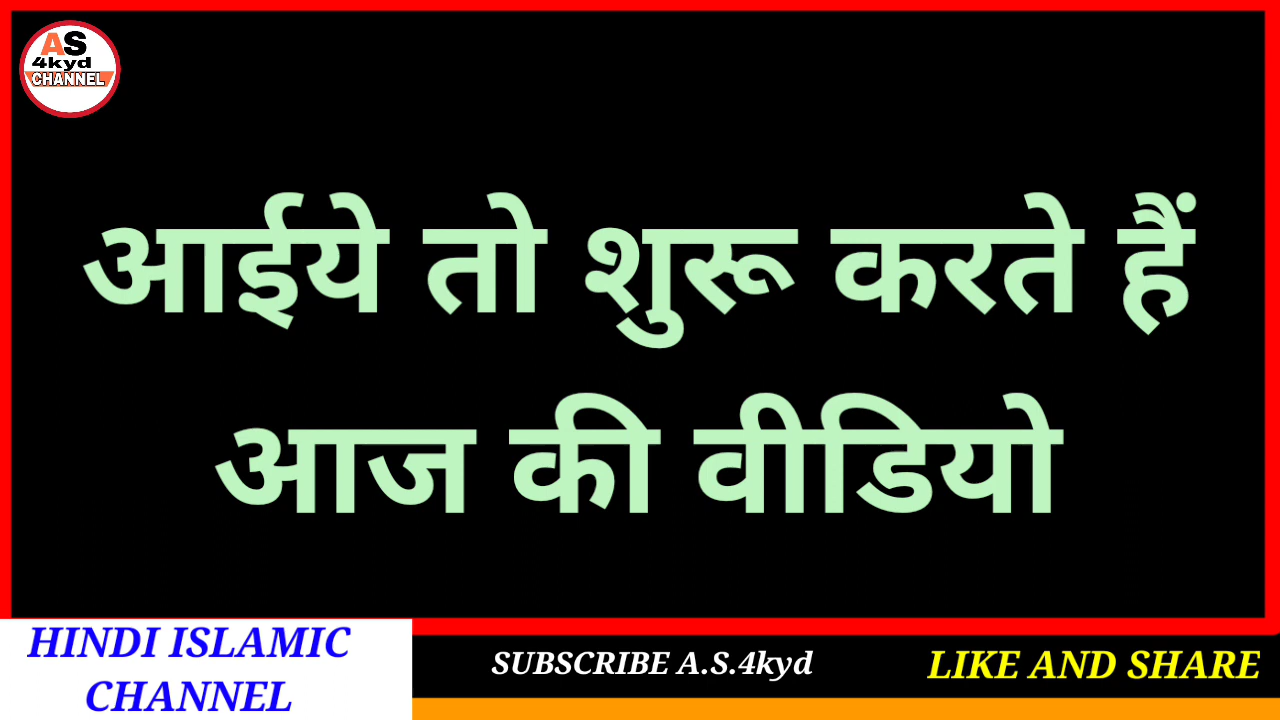 AS
4kyd
CHANNEL
आईये तो शुरू करते हैं
आज की वीडियो
HINDI ISLAMIC
CHANNEL
SUBSCRIBE A.S.4kyd
LIKE AND SHARE